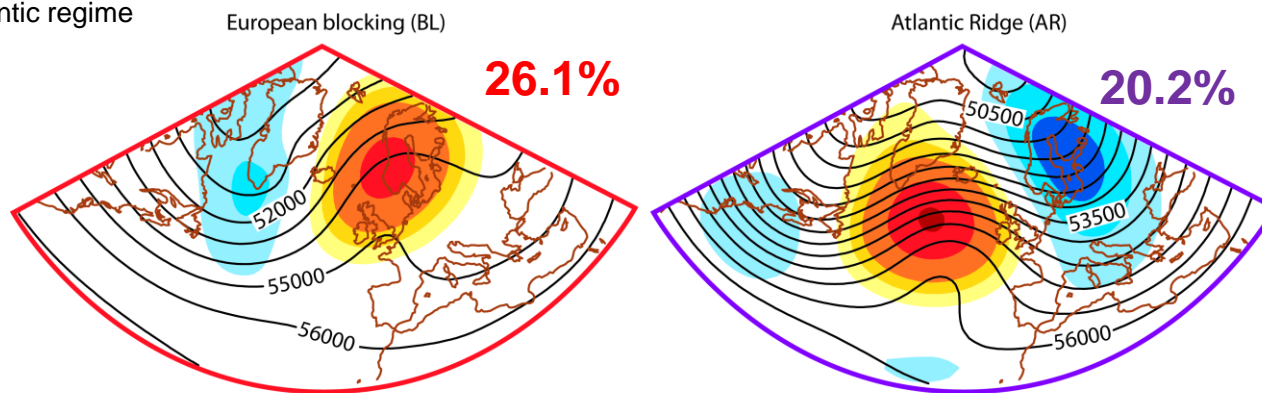 ntic regime
European blocking (BL)
26.1%
52000
55000
56000
Atlantic Ridge (AR)
20.2%
50500
53500
56000